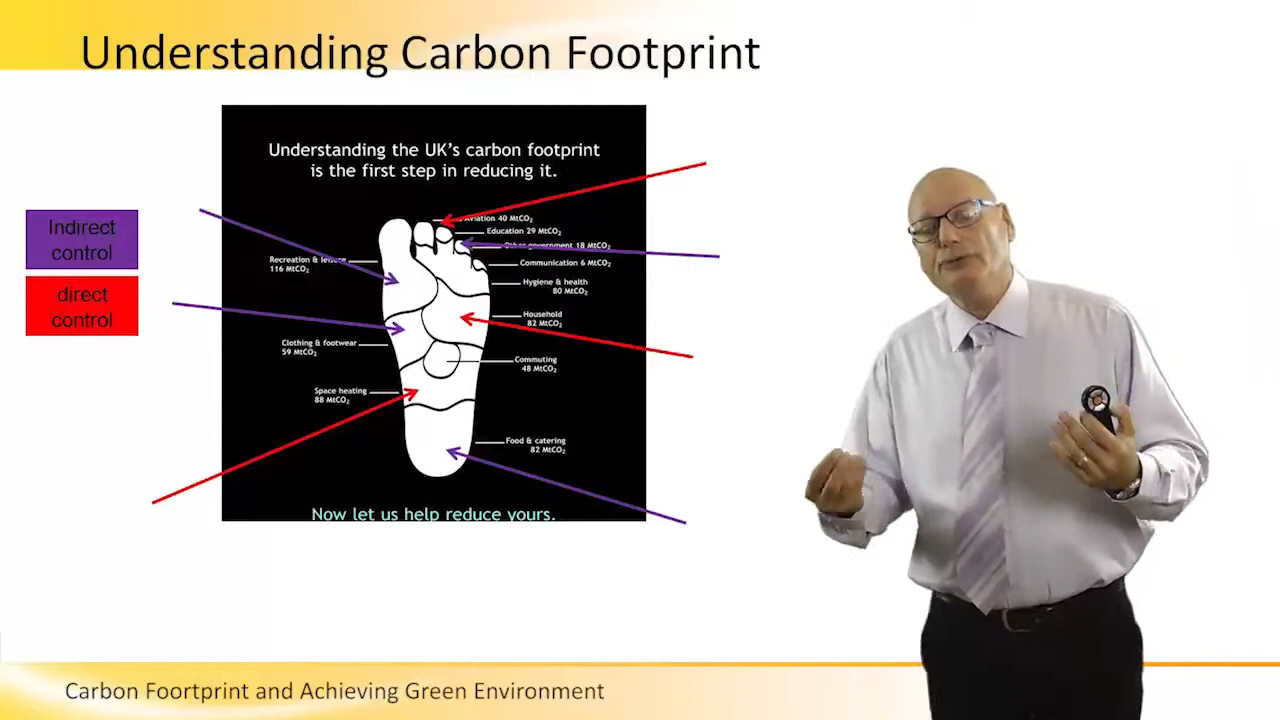 Understanding Carbon Footprint
Understanding the UK's carbon footprint
is the first step in reducing it.
Indirect
control
direct
control
Aviation 40 MtCO₂
Education 29 MtCO₂
Other government 18 MtCO₂
Communication 6 MtCO₂
Recreation & leisure
116 MtCO₂
Hygiene & health
80 MtCO₂
Household
82 MtCO₂
Clothing & footwear
59 MtCO₂
Commuting
48 MtCO₂
Space heating
88 MtCO₂
Food & catering
82 MtCO₂
Now let us help reduce yours.
Carbon Foortprint and Achieving Green Environment